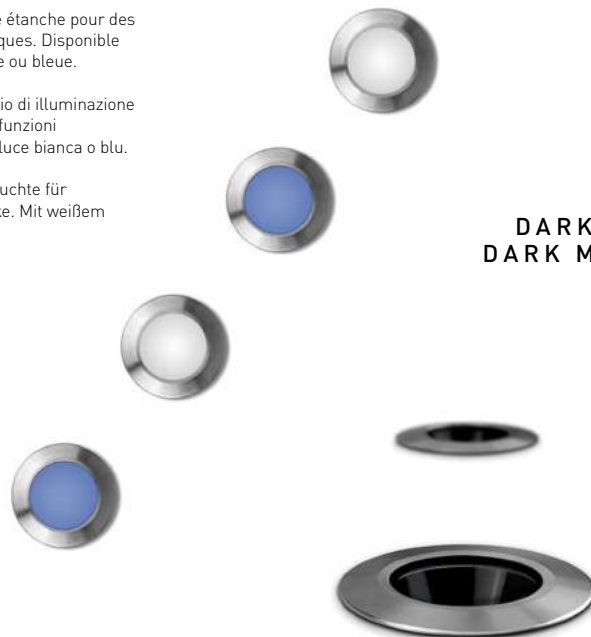 étanche pour des
ques. Disponible
ou bleue.
io di illuminazione
funzioni
luce bianca o blu.
uchte für
ke. Mit weißem
DARK
DARK M